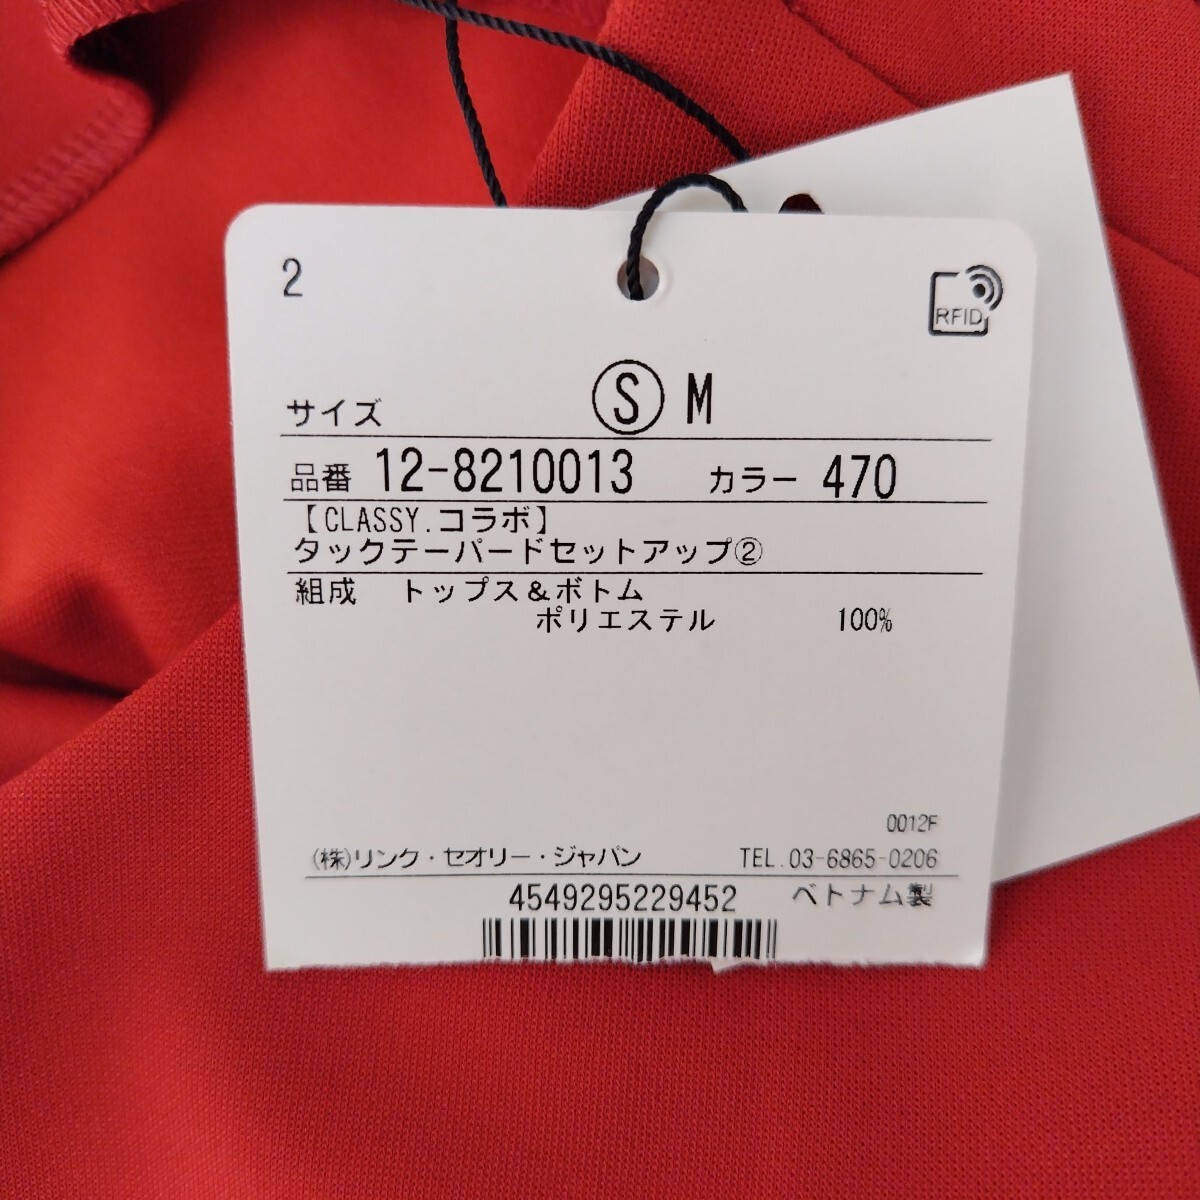 2
RFID
サイズ Ⓢ M
品番 12-8210013 カラー 470
【CLASSY.コラボ】
タックテーパードセットアップ②
組成 トップス＆ボトム
ポリエステル 100%
0012F
(株)リンク・セオリー・ジャパン TEL.03-6865-0206
4549295229452 ベトナム製